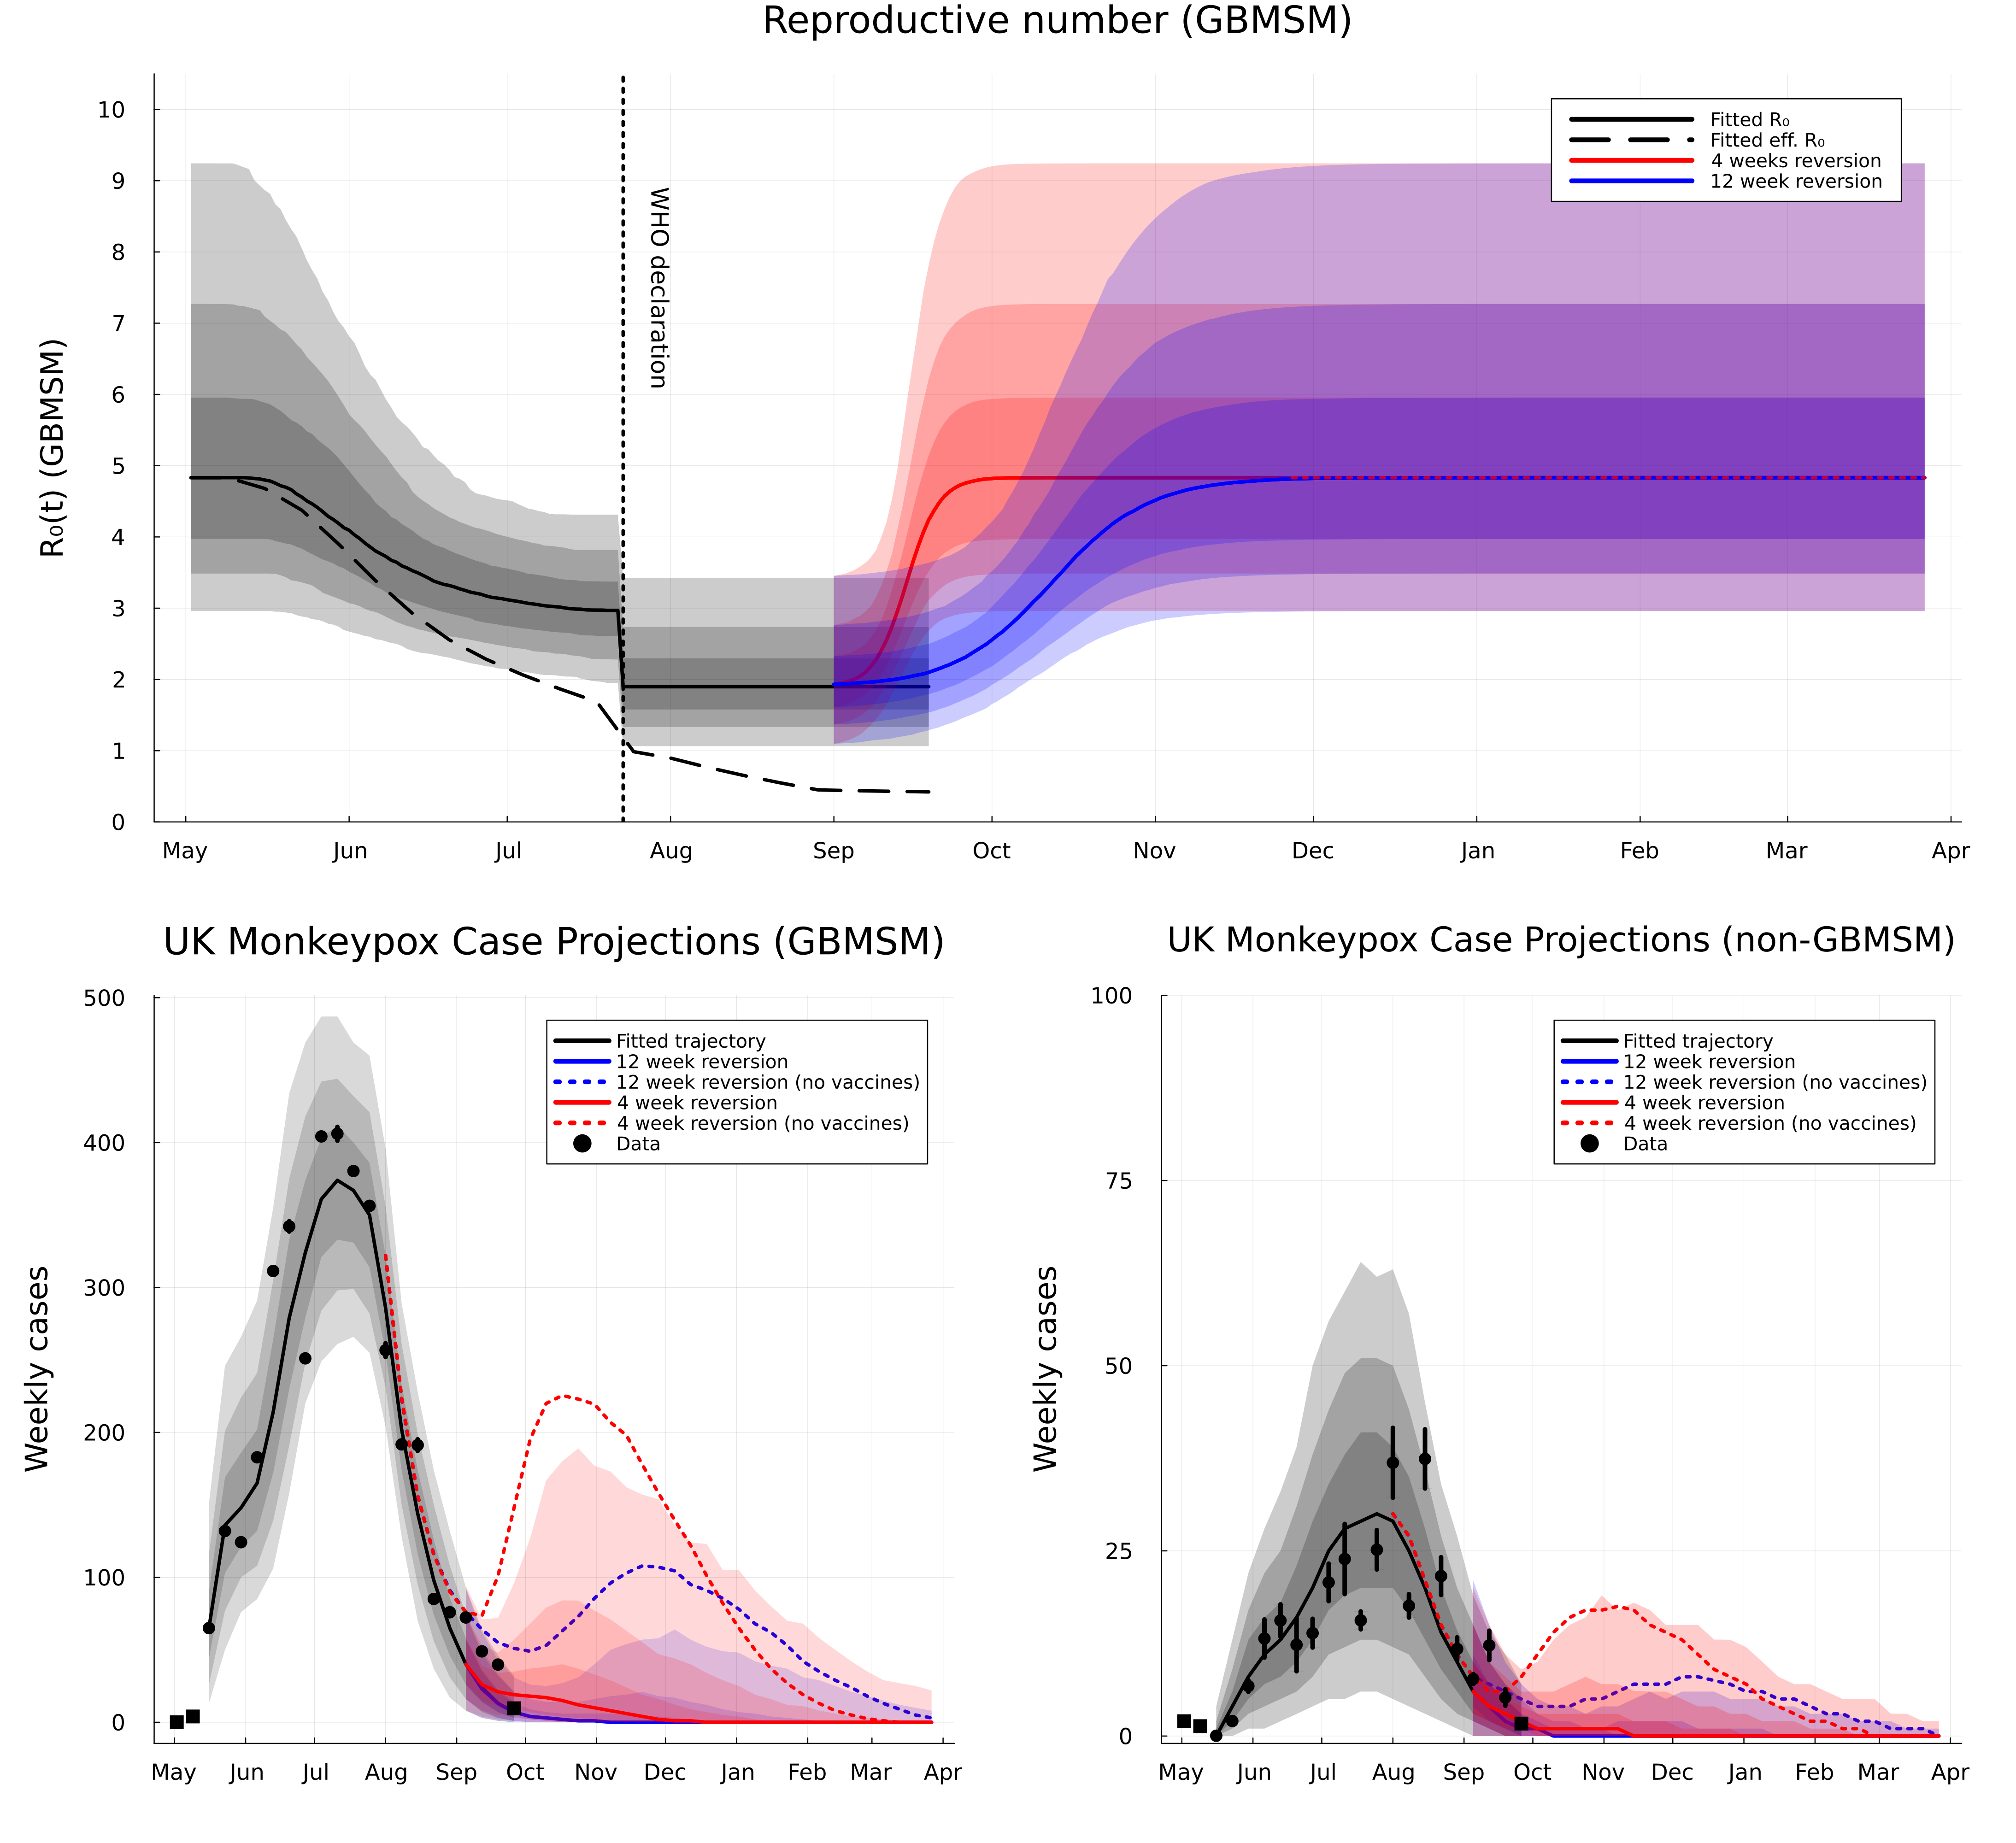 Reproductive number (GBMSM)
R₀(t) (GBMSM)
10
9
8
7
6
5
4
3
2
1
0
WHO declaration
Fitted R₀
Fitted eff. R₀
4 weeks reversion
12 week reversion
May Jun Jul Aug Sep Oct Nov Dec Jan Feb Mar Apr
UK Monkeypox Case Projections (GBMSM)
Weekly cases
500
400
300
200
100
0
Fitted trajectory
12 week reversion
12 week reversion (no vaccines)
4 week reversion
4 week reversion (no vaccines)
Data
May Jun Jul Aug Sep Oct Nov Dec Jan Feb Mar Apr
UK Monkeypox Case Projections (non-GBMSM)
Weekly cases
100
75
50
25
0
Fitted trajectory
12 week reversion
12 week reversion (no vaccines)
4 week reversion
4 week reversion (no vaccines)
Data
May Jun Jul Aug Sep Oct Nov Dec Jan Feb Mar Apr